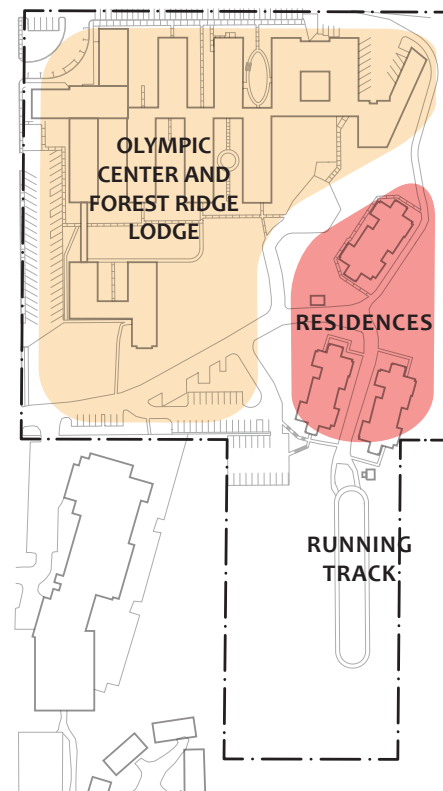 OLYMPIC
CENTER AND
FOREST RIDGE
LODGE
RESIDENCES
RUNNING
TRACK